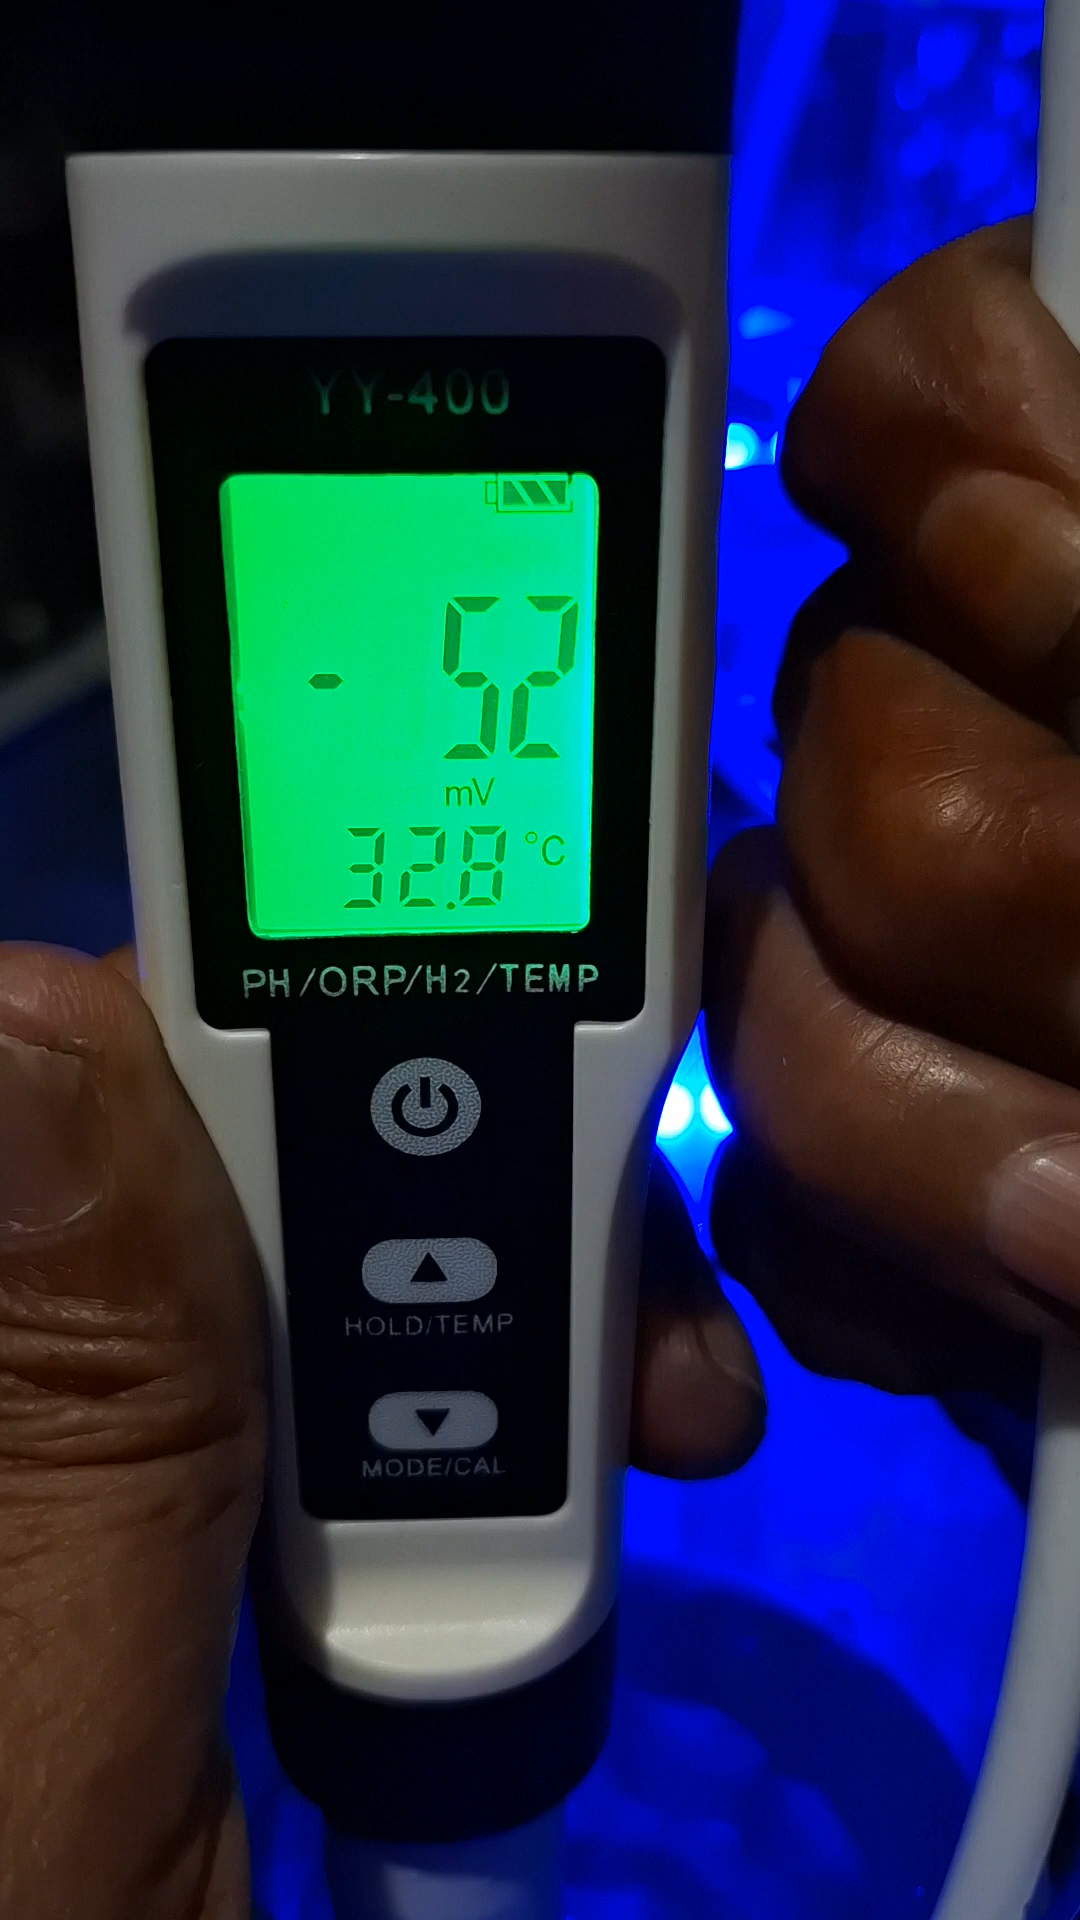 YY-400
- 52
mV
32.8 °C
PH/ORP/H2/TEMP
HOLD/TEMP
MODE/CAL